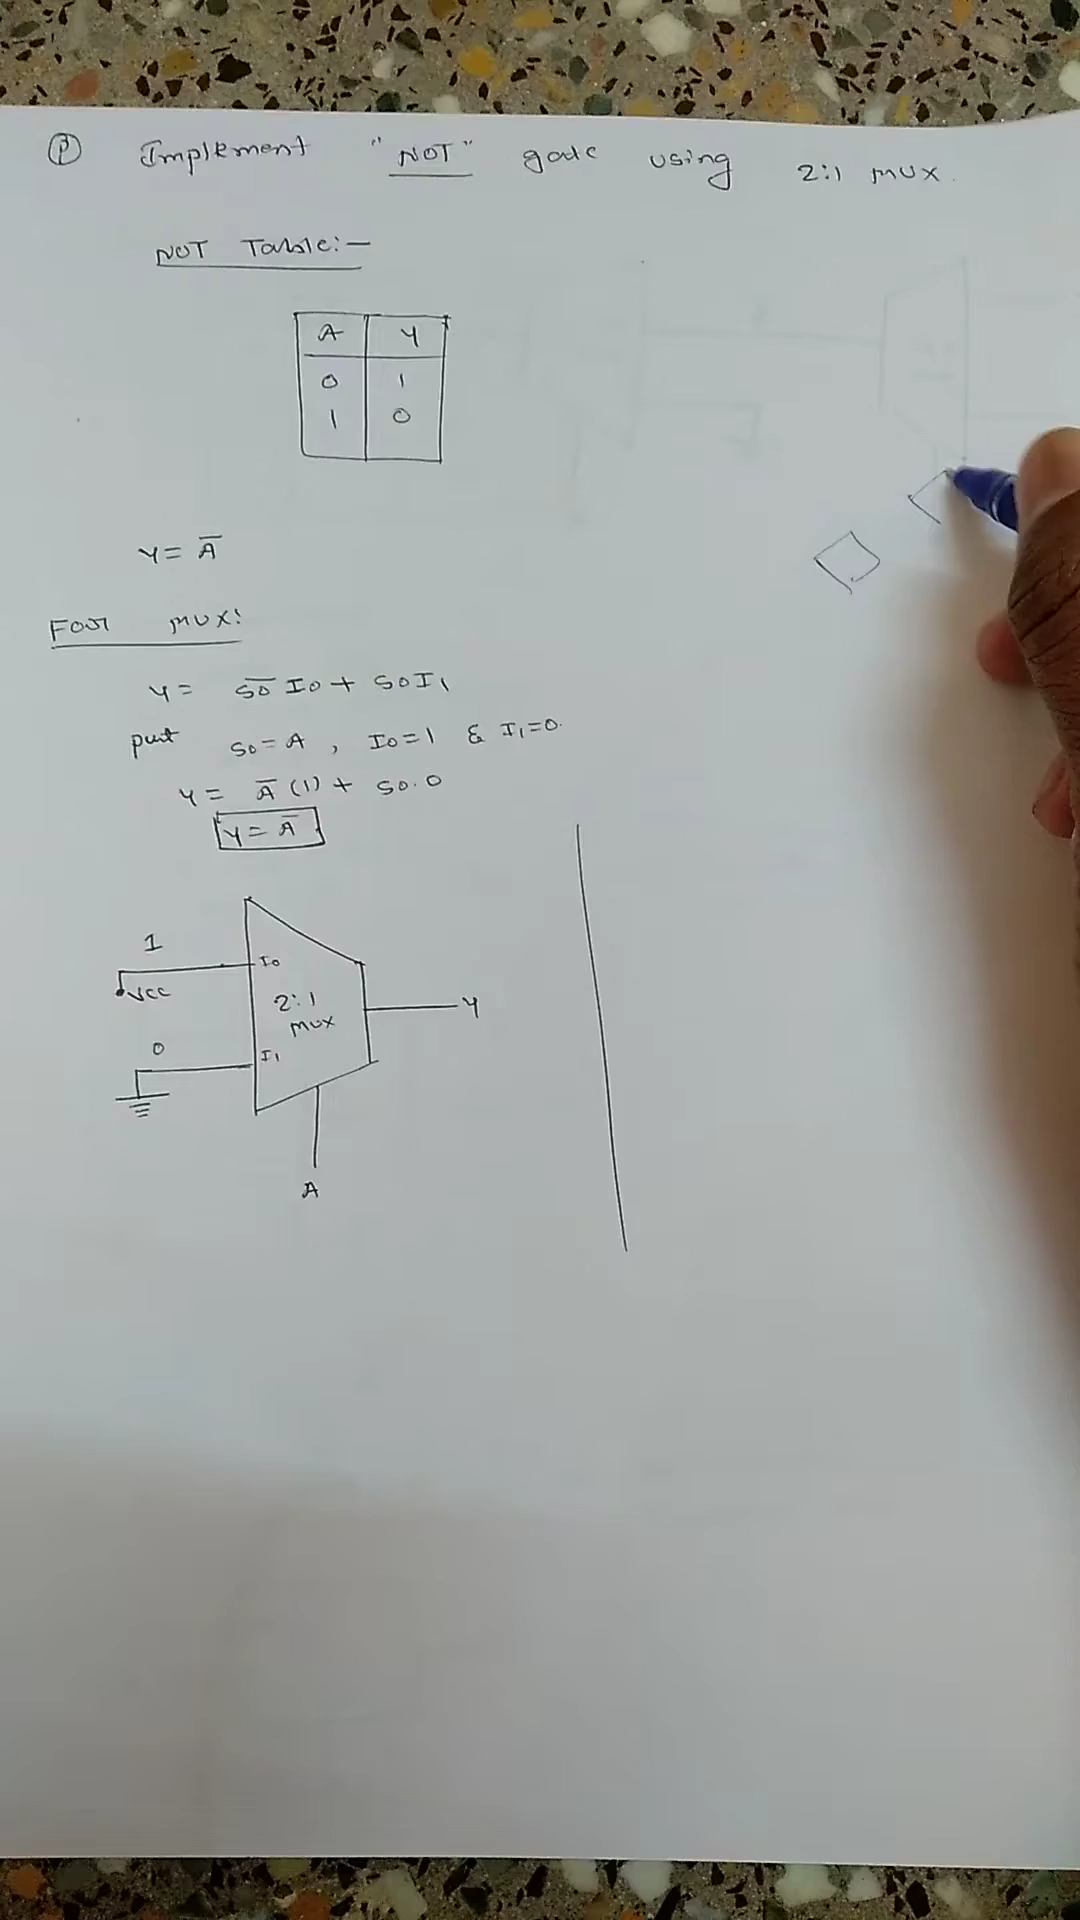 P Implement "NOT" gate using 2:1 MUX.
NOT Table:-
A Y
0 1
1 0
Y = A̅
For MUX:
Y = S̅0̅ I0 + S0 I1
put S0 = A , I0 = 1 & I1 = 0.
Y = A̅ (1) + S0.0
Y = A̅
1
I0
VCC
2:1
MUX
Y
0
I1
A